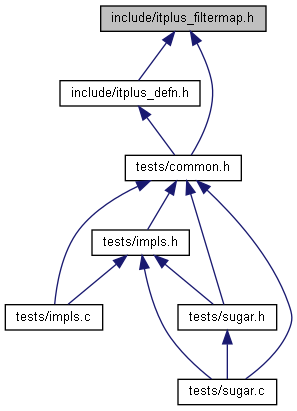 include/itplus_filtermap.h
include/itplus_defn.h
tests/common.h
tests/impls.h
tests/impls.c
tests/sugar.h
tests/sugar.c